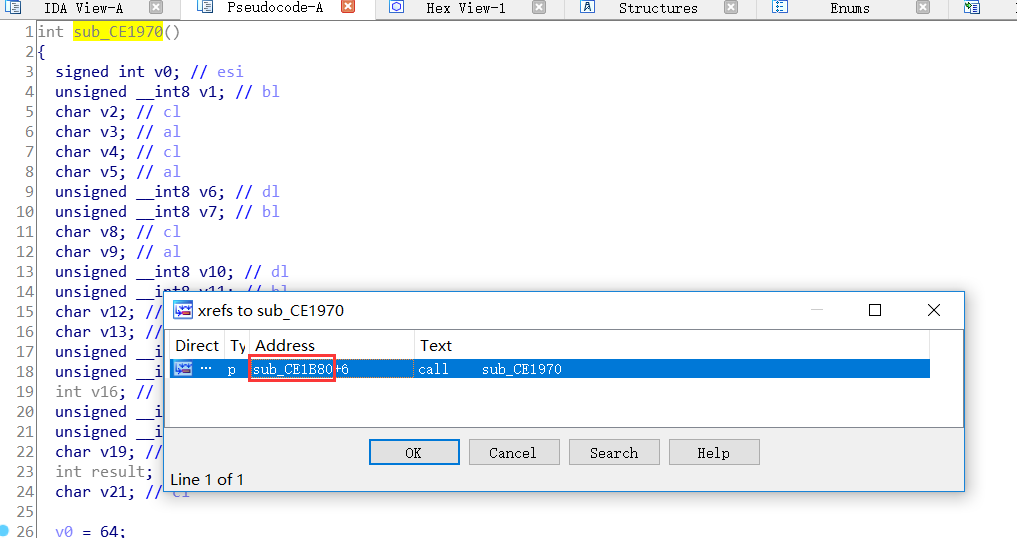 IDA View-A Pseudocode-A Hex View-1 Structures Enums
1 int sub_CE1970()
2 {
3 signed int v0; // esi
4 unsigned __int8 v1; // bl
5 char v2; // cl
6 char v3; // al
7 char v4; // cl
8 char v5; // al
9 unsigned __int8 v6; // dl
10 unsigned __int8 v7; // bl
11 char v8; // cl
12 char v9; // al
13 unsigned __int8 v10; // dl
14 unsigned __int8 v11; // bl
15 char v12; //
16 char v13; //
17 unsigned __i
18 unsigned __i
19 int v16; //
20 unsigned __i
21 unsigned __i
22 char v19; //
23 int result;
24 char v21; // cl
25
26 v0 = 64;
xrefs to sub_CE1970
Direct Ty Address Text
... p sub_CE1B80+6 call sub_CE1970
OK Cancel Search Help
Line 1 of 1